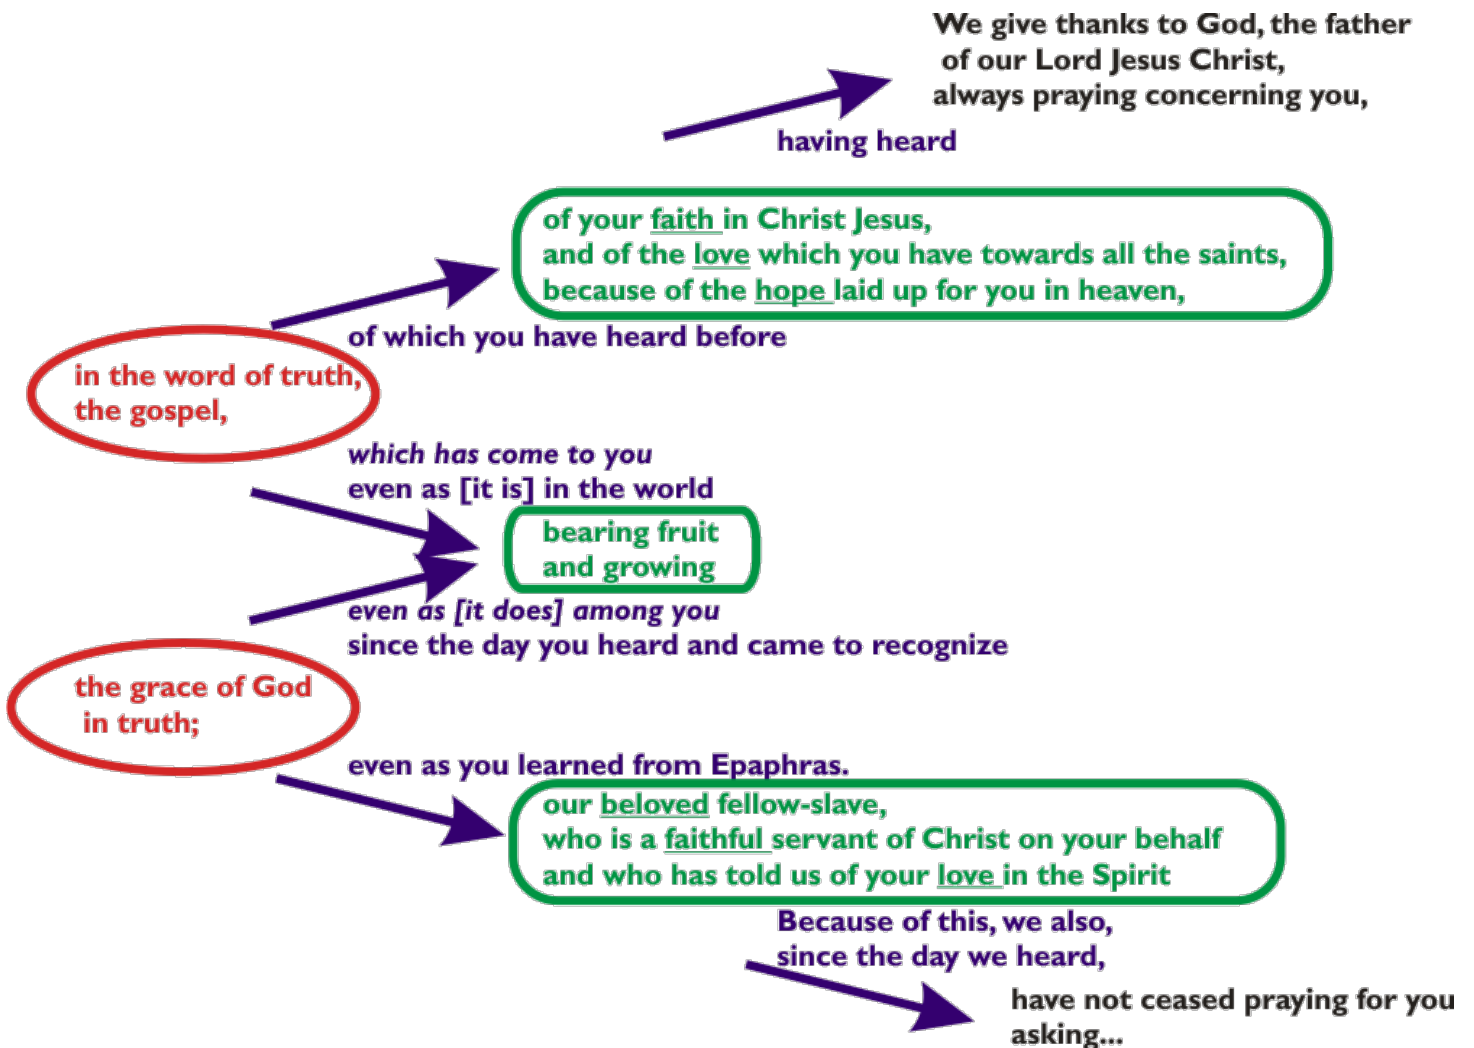 We give thanks to God, the father
of our Lord Jesus Christ,
always praying concerning you,
having heard
of your faith in Christ Jesus,
and of the love which you have towards all the saints,
because of the hope laid up for you in heaven,
of which you have heard before
in the word of truth,
the gospel,
which has come to you
even as [it is] in the world
bearing fruit
and growing
even as [it does] among you
since the day you heard and came to recognize
the grace of God
in truth;
even as you learned from Epaphras.
our beloved fellow-slave,
who is a faithful servant of Christ on your behalf
and who has told us of your love in the Spirit
Because of this, we also,
since the day we heard,
have not ceased praying for you
asking...